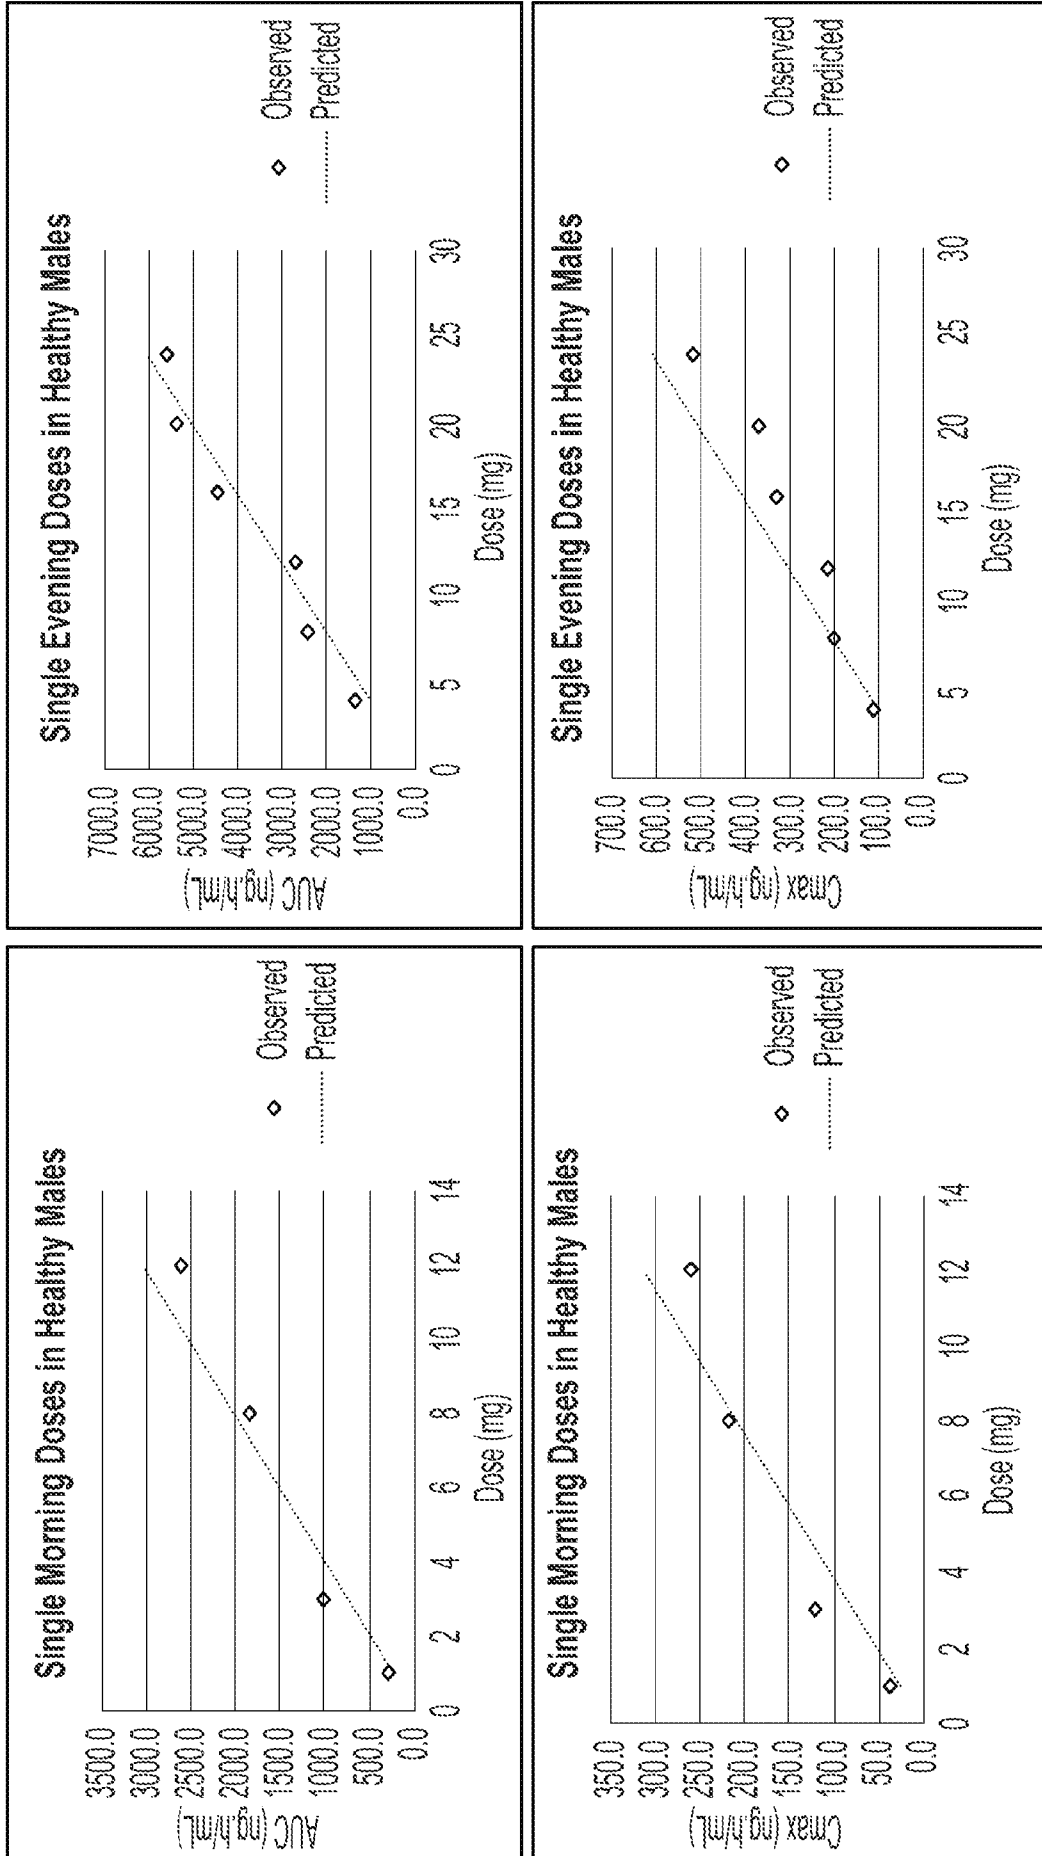 Single Morning Doses in Healthy Males
3500.0
3000.0
2500.0
2000.0
1500.0
1000.0
500.0
0.0
AUC (ng.h/mL)
0 2 4 6 8 10 12 14
Dose (mg)
Observed
Predicted
Single Evening Doses in Healthy Males
7000.0
6000.0
5000.0
4000.0
3000.0
2000.0
1000.0
0.0
AUC (ng.h/mL)
0 5 10 15 20 25 30
Dose (mg)
Observed
Predicted
Single Morning Doses in Healthy Males
350.0
300.0
250.0
200.0
150.0
100.0
50.0
0.0
Cmax (ng.h/mL)
0 2 4 6 8 10 12 14
Dose (mg)
Observed
Predicted
Single Evening Doses in Healthy Males
700.0
600.0
500.0
400.0
300.0
200.0
100.0
0.0
Cmax (ng.h/mL)
0 5 10 15 20 25 30
Dose (mg)
Observed
Predicted